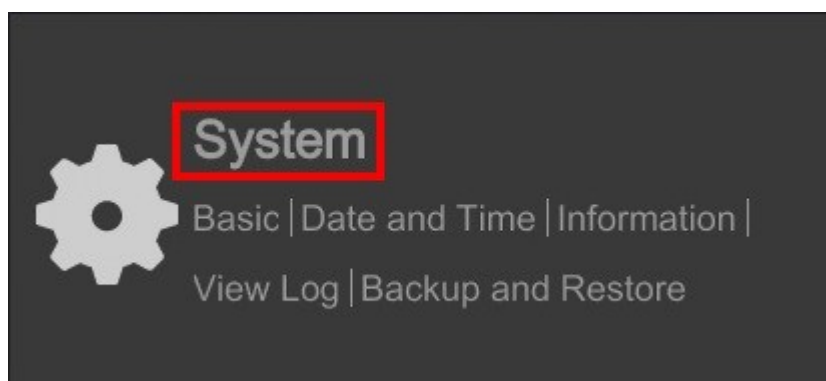 System
Basic | Date and Time | Information |
View Log | Backup and Restore